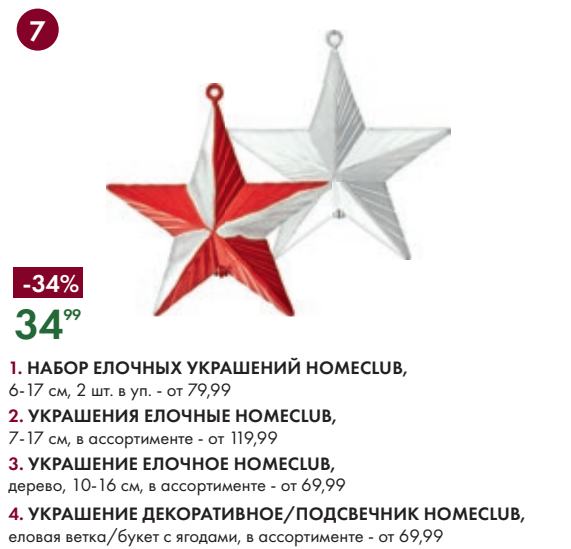 7
-34%
34⁹⁹
1. НАБОР ЕЛОЧНЫХ УКРАШЕНИЙ HOMECLUB,
6-17 см, 2 шт. в уп. - от 79,99
2. УКРАШЕНИЯ ЕЛОЧНЫЕ HOMECLUB,
7-17 см, в ассортименте - от 119,99
3. УКРАШЕНИЕ ЕЛОЧНОЕ HOMECLUB,
дерево, 10-16 см, в ассортименте - от 69,99
4. УКРАШЕНИЕ ДЕКОРАТИВНОЕ/ПОДСВЕЧНИК HOMECLUB,
еловая ветка/букет с ягодами, в ассортименте - от 69,99